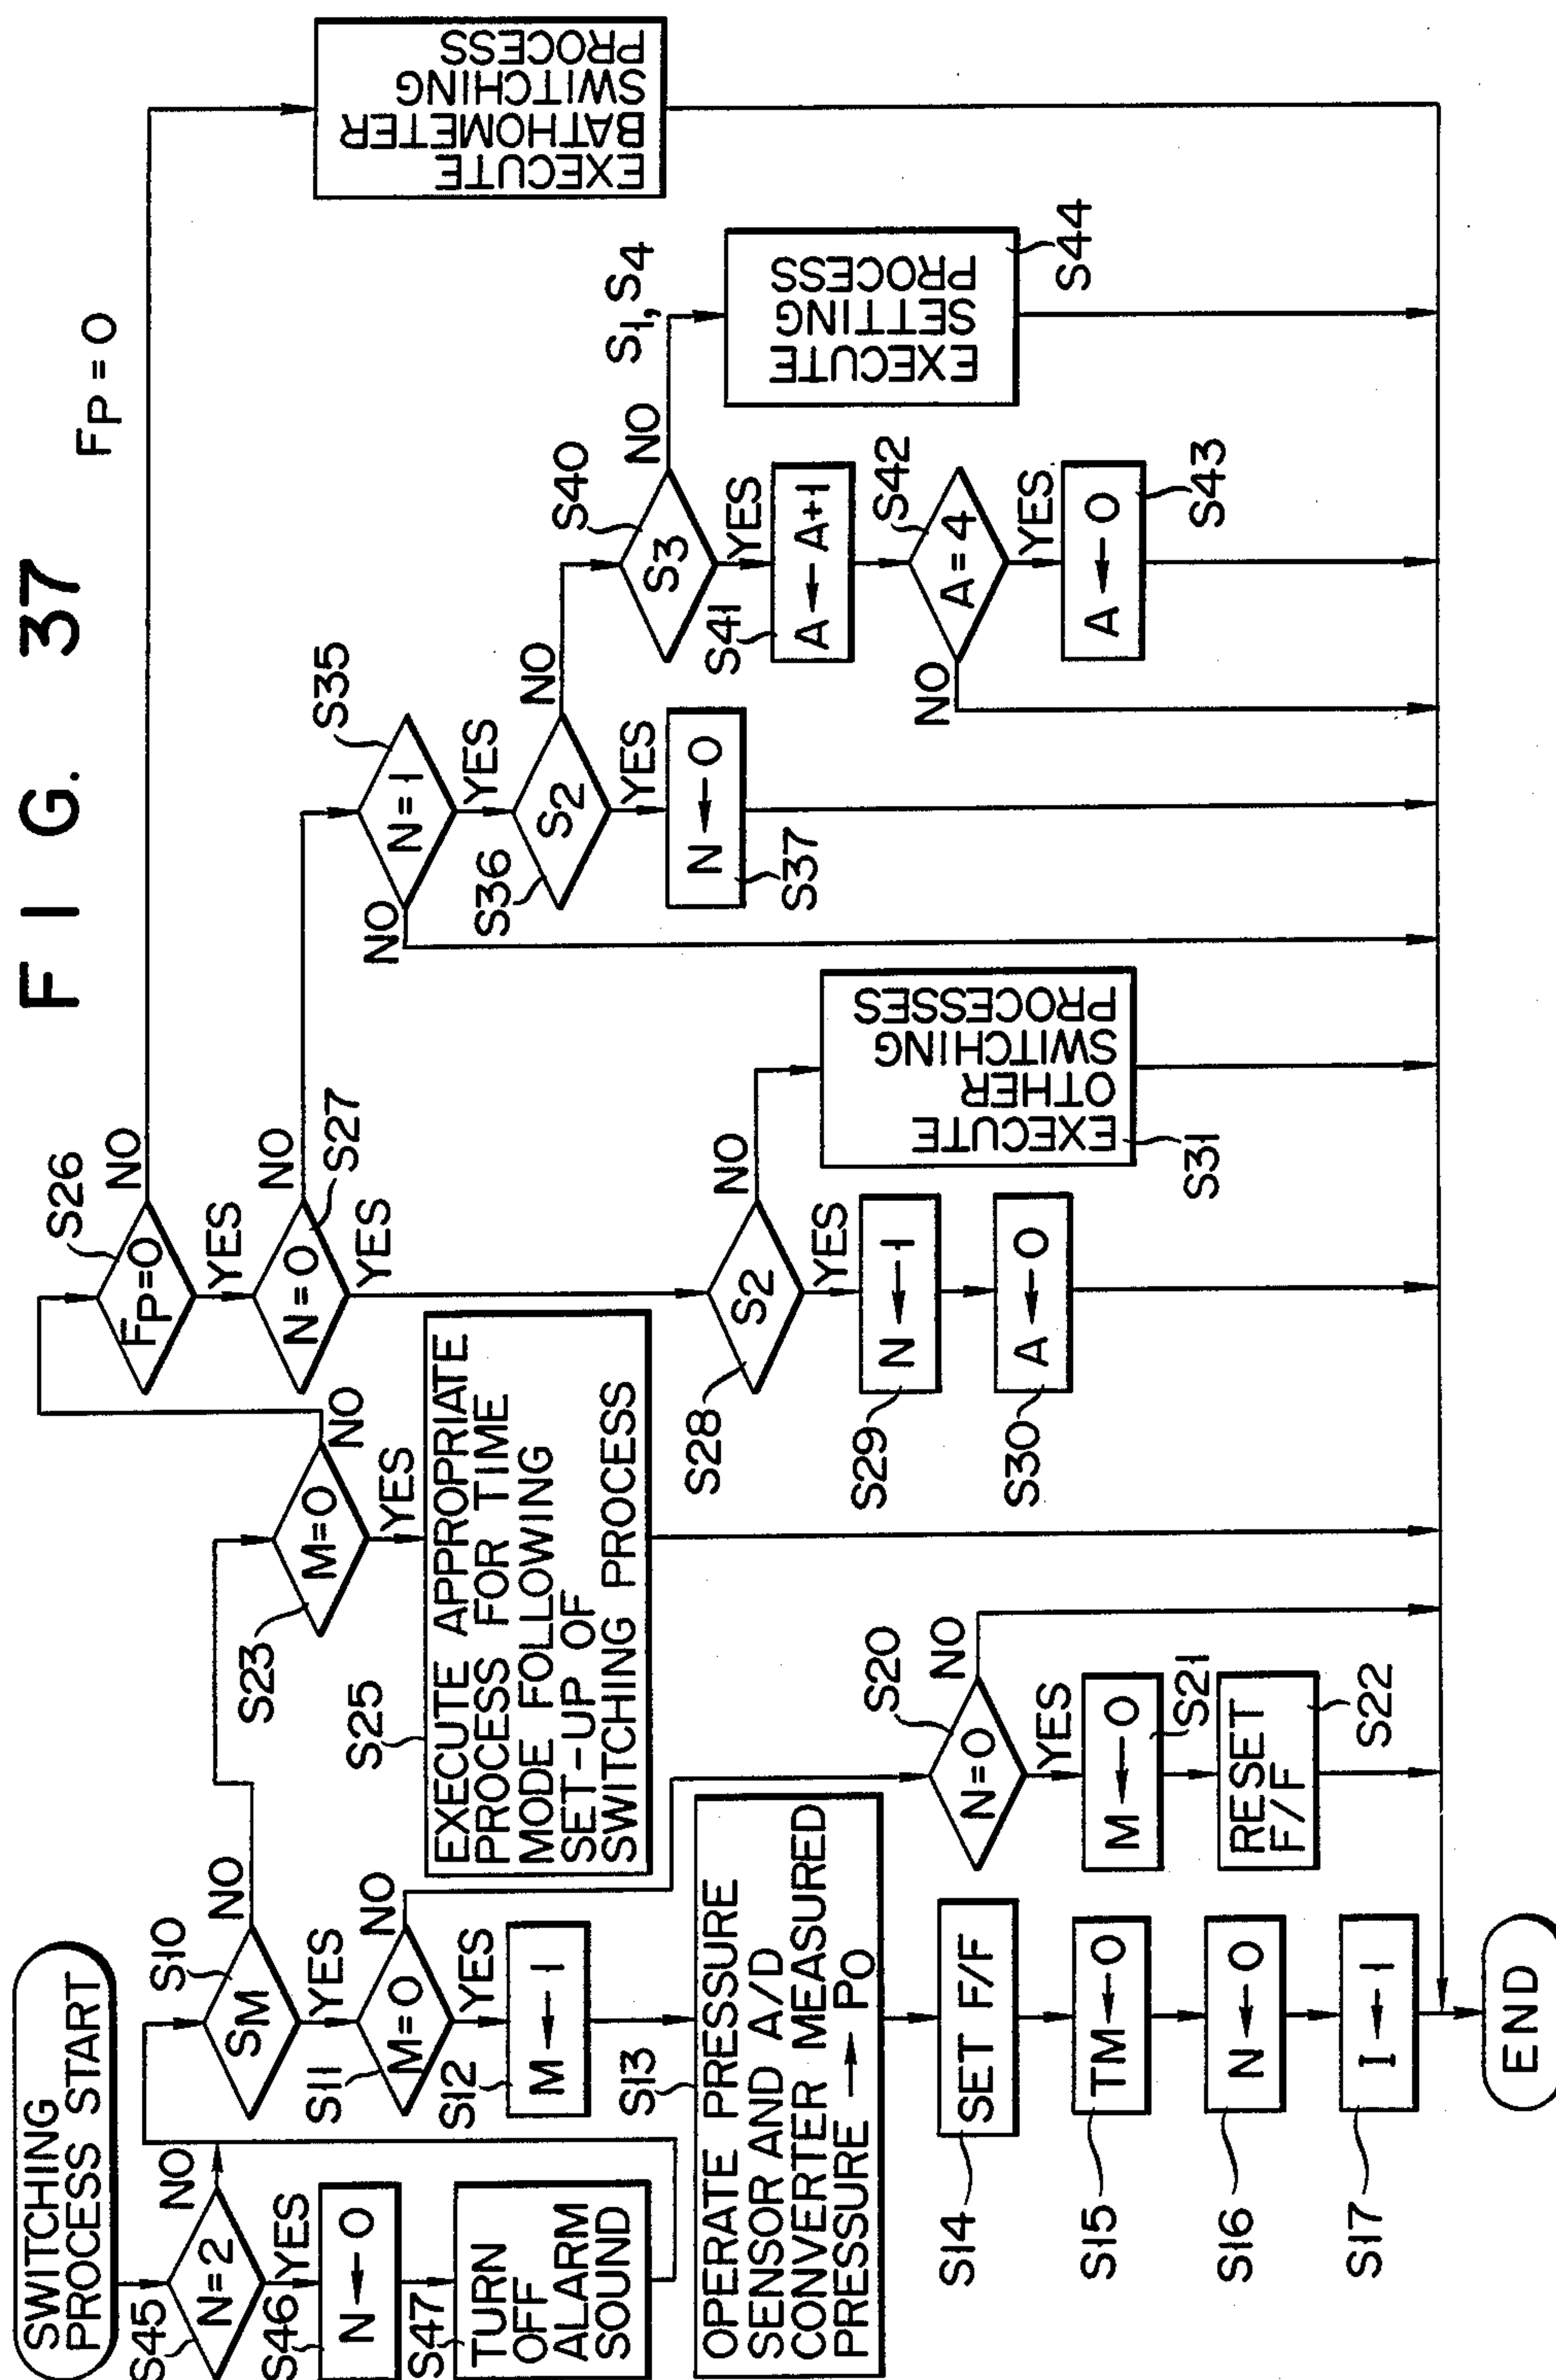 FIG. 37
SWITCHING
PROCESS START
S45
N=2
NO
YES
S46
N←0
S47
TURN
OFF
ALARM
SOUND
S10
SM
NO
YES
S11
M=0
NO
YES
S12
M←1
S13
OPERATE PRESSURE
SENSOR AND A/D
CONVERTER MEASURED
PRESSURE → PO
S14
SET F/F
S15
TM←0
S16
N←0
S17
I←1
END
S20
N=0
NO
YES
M←0
S21
RESET
F/F
S22
S23
M=0
NO
YES
S25
EXECUTE APPROPRIATE
PROCESS FOR TIME
MODE FOLLOWING
SET-UP OF
SWITCHING PROCESS
S26
FP=0
NO
YES
S27
N=0
NO
YES
S28
S2
NO
YES
S29
N←1
S30
A←0
EXECUTE
OTHER
SWITCHING
PROCESSES
S31
S35
N=1
NO
YES
S36
S2
NO
YES
N←0
S37
S40
S3
NO
YES
S41
A←A+1
S42
A=4
NO
YES
A←0
S43
S1, S4
EXECUTE
SETTING
PROCESS
S44
FP=0
EXECUTE
BATHOMETER
SWITCHING
PROCESS